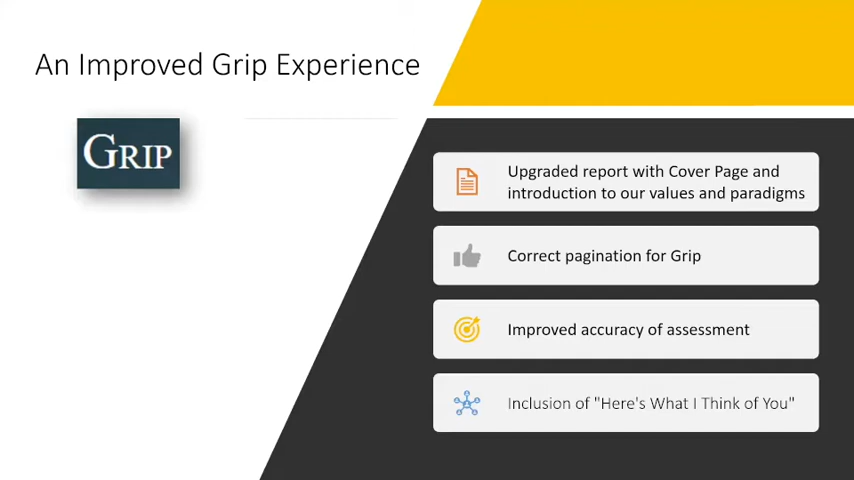 An Improved Grip Experience
GRIP
Upgraded report with Cover Page and
introduction to our values and paradigms
Correct pagination for Grip
Improved accuracy of assessment
Inclusion of "Here's What I Think of You"